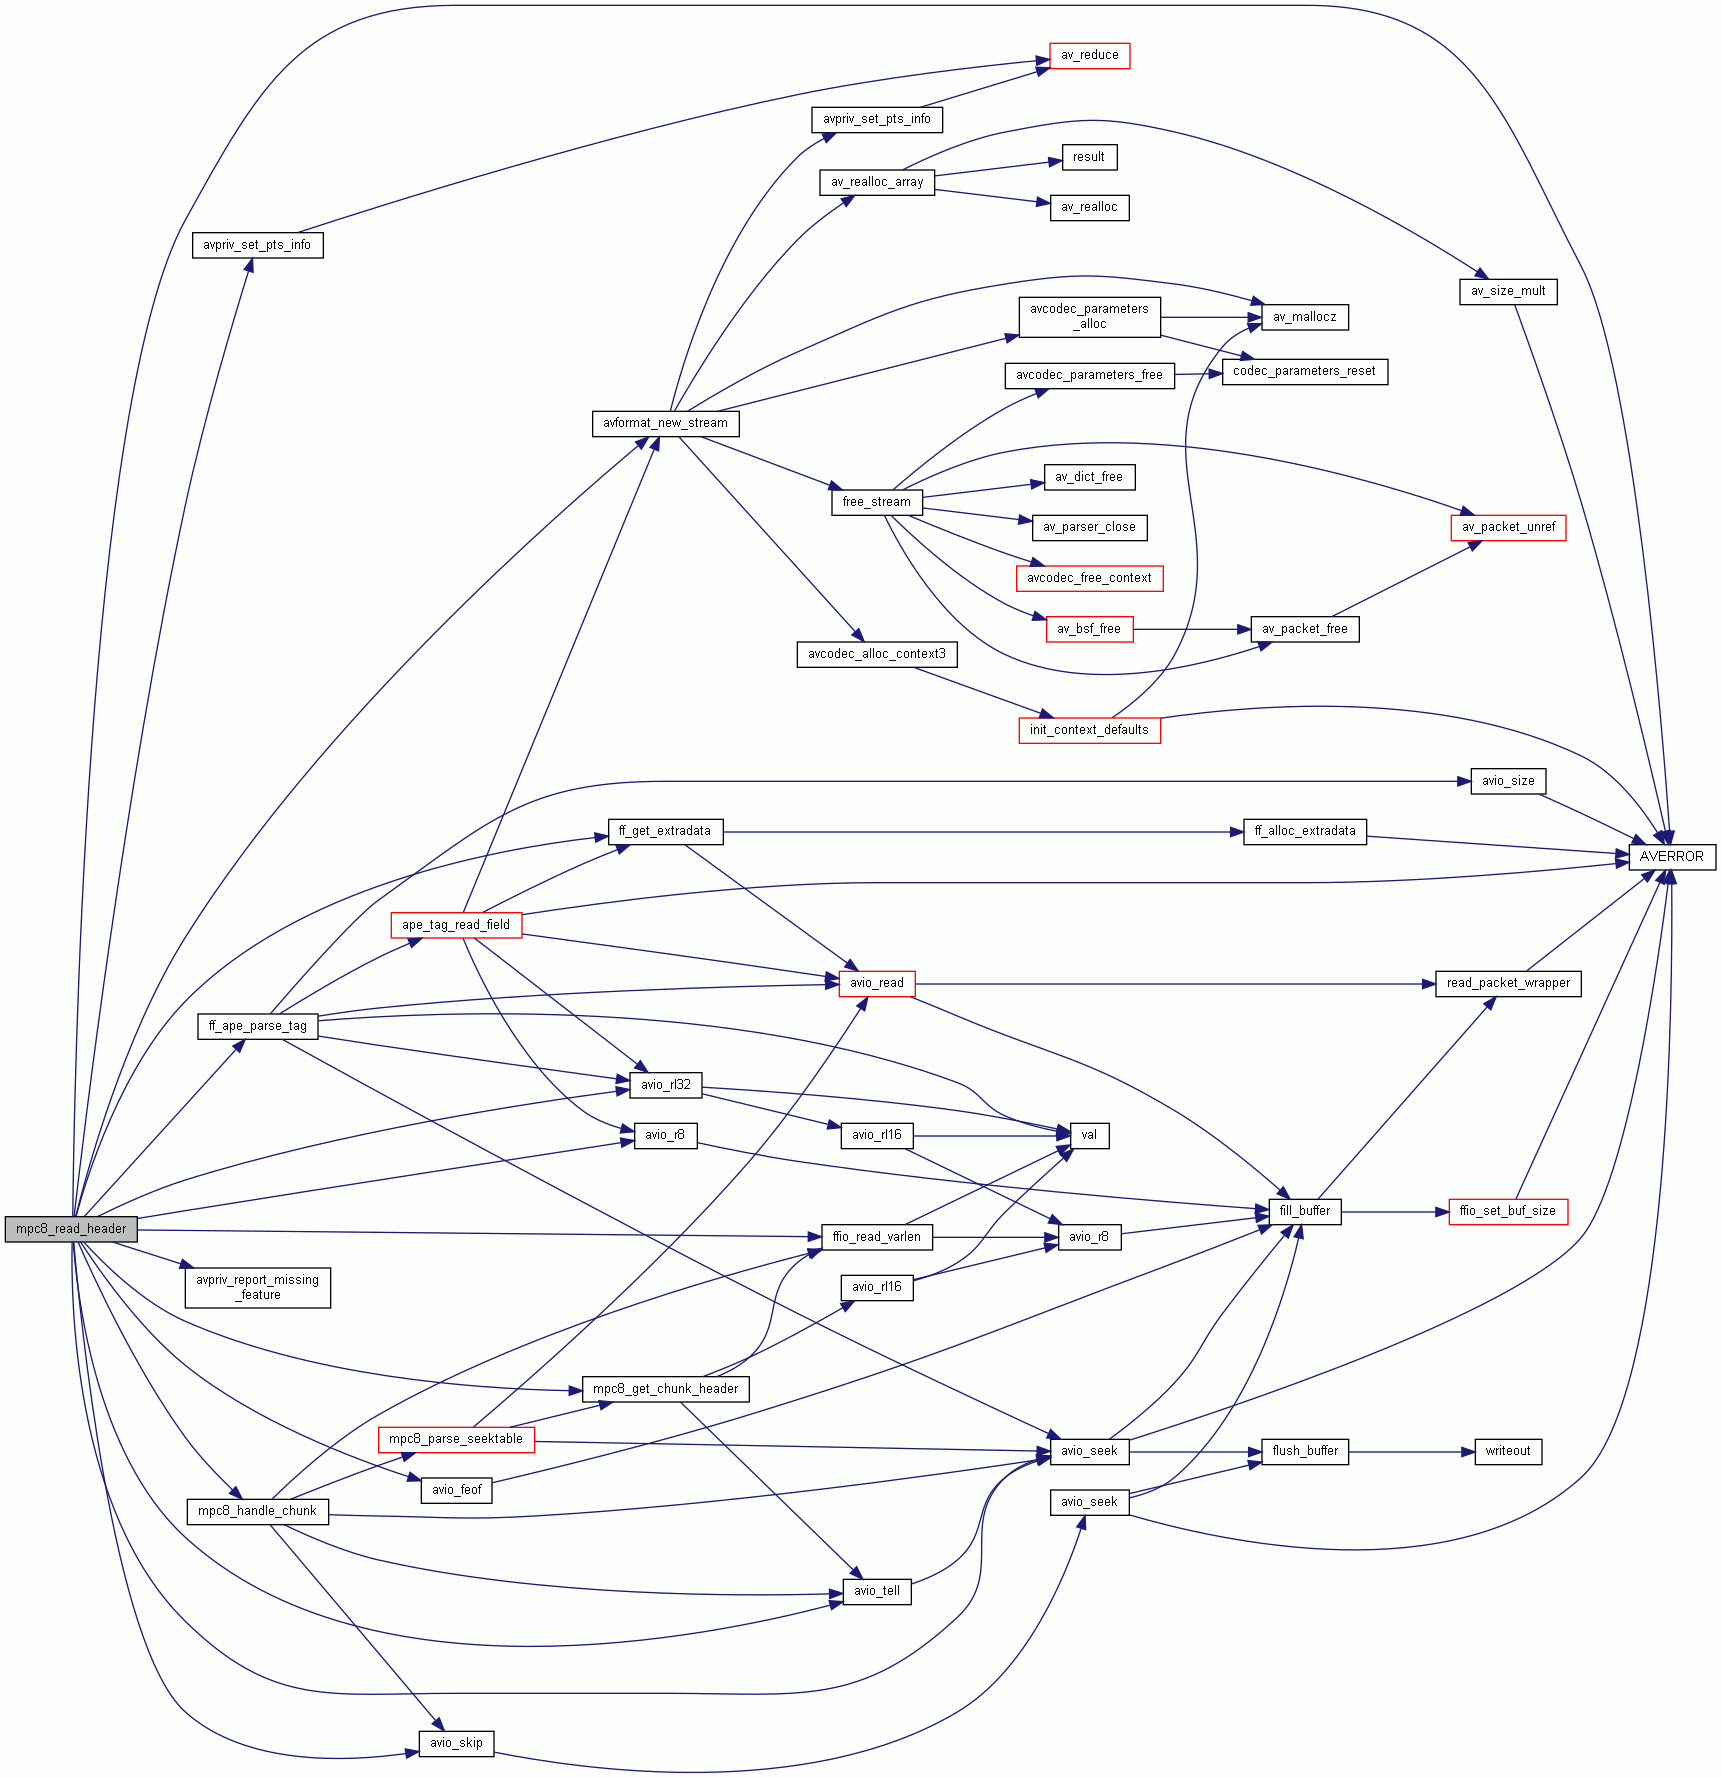 av_reduce
avpriv_set_pts_info
result
av_realloc_array
av_realloc
avpriv_set_pts_info
av_size_mult
avcodec_parameters
_alloc
av_mallocz
avcodec_parameters_free
codec_parameters_reset
avformat_new_stream
av_dict_free
free_stream
av_parser_close
av_packet_unref
avcodec_free_context
av_bsf_free
av_packet_free
avcodec_alloc_context3
init_context_defaults
avio_size
ff_get_extradata
ff_alloc_extradata
AVERROR
ape_tag_read_field
avio_read
read_packet_wrapper
ff_ape_parse_tag
avio_rl32
avio_r8
avio_rl16
val
mpc8_read_header
ffio_read_varlen
avio_r8
fill_buffer
ffio_set_buf_size
avpriv_report_missing
_feature
avio_rl16
mpc8_get_chunk_header
mpc8_parse_seektable
avio_seek
flush_buffer
writeout
avio_feof
mpc8_handle_chunk
avio_seek
avio_tell
avio_skip